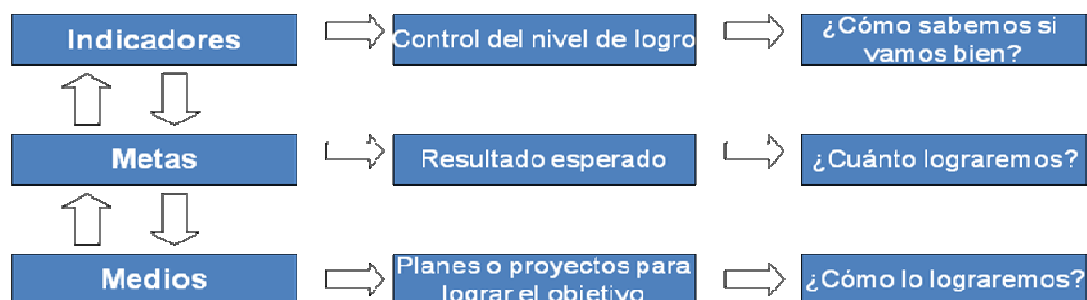 Indicadores
Control del nivel de logro
¿Cómo sabemos si
vamos bien?
Metas
Resultado esperado
¿Cuánto lograremos?
Medios
Planes o proyectos para
lograr el objetivo
¿Cómo lo lograremos?